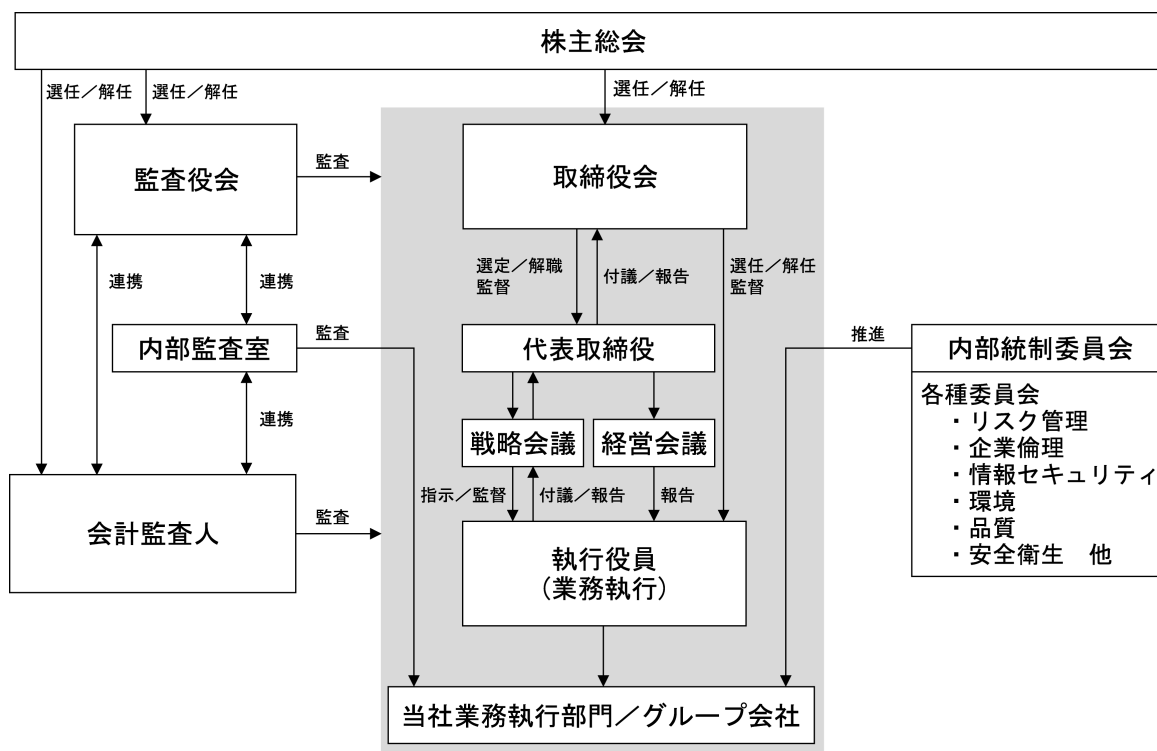 株主総会
選任／解任
選任／解任
選任／解任
監査役会
監査
取締役会
連携
連携
選定／解職
監督
付議／報告
選任／解任
監督
内部監査室
監査
代表取締役
推進
内部統制委員会
各種委員会
・リスク管理
・企業倫理
・情報セキュリティ
・環境
・品質
・安全衛生　他
連携
戦略会議
経営会議
指示／監督
付議／報告
報告
会計監査人
監査
執行役員
（業務執行）
当社業務執行部門／グループ会社